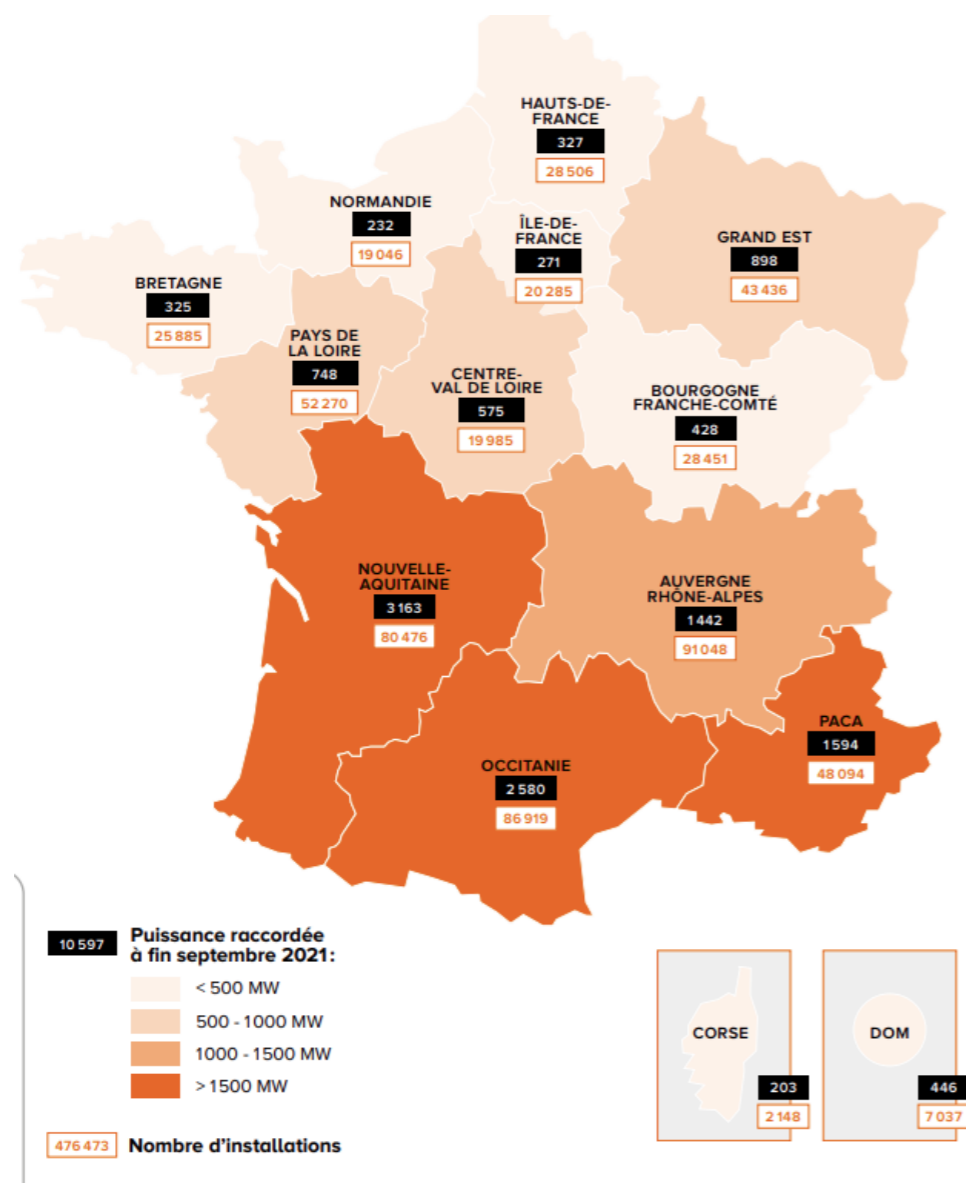 HAUTS-DE-
FRANCE
327
28 506
NORMANDIE
232
19 046
ÎLE-DE-
FRANCE
271
20 285
GRAND EST
898
43 436
BRETAGNE
325
25 885
PAYS DE
LA LOIRE
748
52 270
CENTRE-
VAL DE LOIRE
575
19 985
BOURGOGNE
FRANCHE-COMTÉ
428
28 451
NOUVELLE-
AQUITAINE
3 163
80 476
AUVERGNE
RHÔNE-ALPES
1 442
91 048
PACA
1 594
48 094
OCCITANIE
2 580
86 919
10 597
Puissance raccordée
à fin septembre 2021 :
< 500 MW
500 - 1000 MW
1000 - 1500 MW
> 1500 MW
476 473
Nombre d'installations
CORSE
203
2 148
DOM
446
7 037